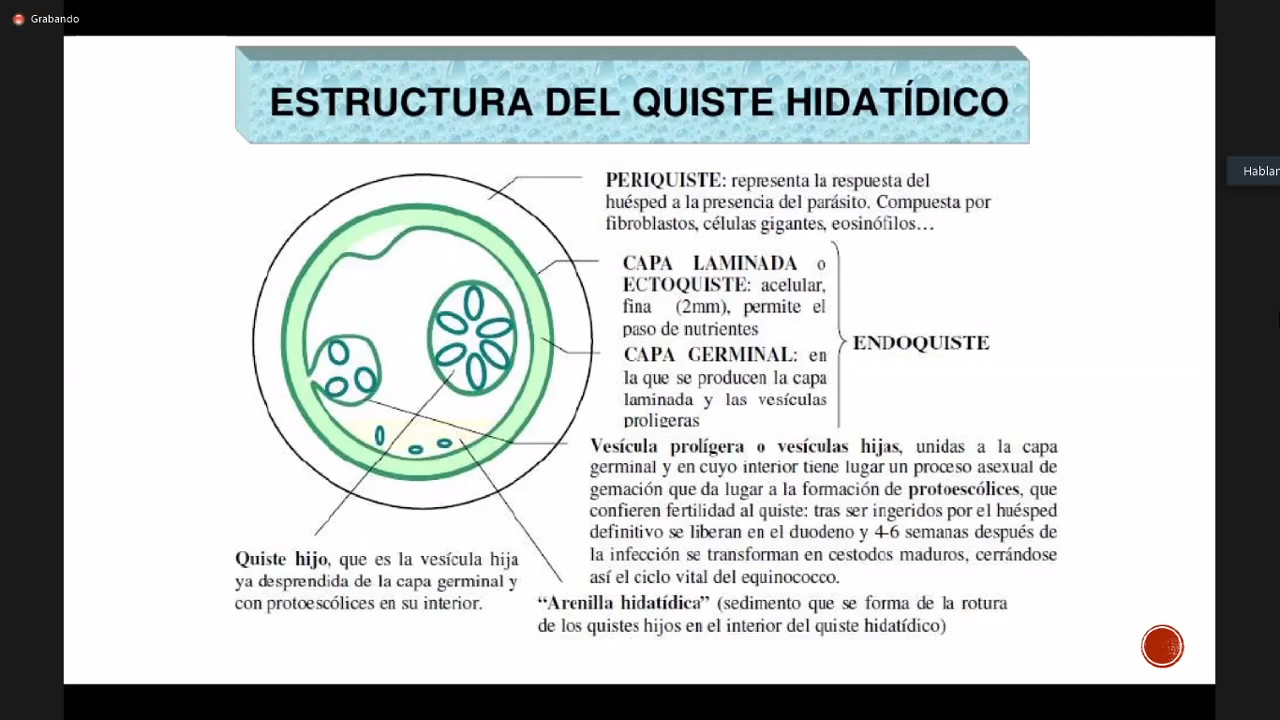 Grabando
ESTRUCTURA DEL QUISTE HIDATÍDICO
Hablar
PERIQUISTE: representa la respuesta del
huésped a la presencia del parásito. Compuesta por
fibroblastos, células gigantes, eosinófilos…
CAPA LAMINADA o
ECTOQUISTE: acelular,
fina (2mm), permite el
paso de nutrientes
CAPA GERMINAL: en
la que se producen la capa
laminada y las vesículas
proligeras
ENDOQUISTE
Vesícula prolígera o vesículas hijas, unidas a la capa
germinal y en cuyo interior tiene lugar un proceso asexual de
gemación que da lugar a la formación de protoescólices, que
confieren fertilidad al quiste: tras ser ingeridos por el huésped
definitivo se liberan en el duodeno y 4-6 semanas después de
la infección se transforman en cestodos maduros, cerrándose
así el ciclo vital del equinococco.
Quiste hijo, que es la vesícula hija
ya desprendida de la capa germinal y
con protoescólices en su interior.
“Arenilla hidatídica” (sedimento que se forma de la rotura
de los quistes hijos en el interior del quiste hidatídico)